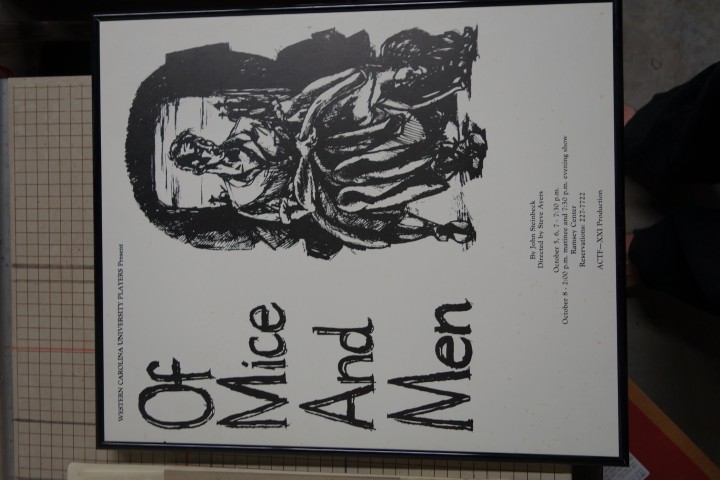 WESTERN CAROLINA UNIVERSITY PLAYERS Present
Of
Mice
And
Men
By John Steinbeck
Directed by Steve Ayers
October 5, 6, 7 - 7:30 p.m.
October 8 - 2:00 p.m. matinee and 7:30 p.m. evening show
Ramsey Center
Reservations: 227-7722
ACTF—XXI Production